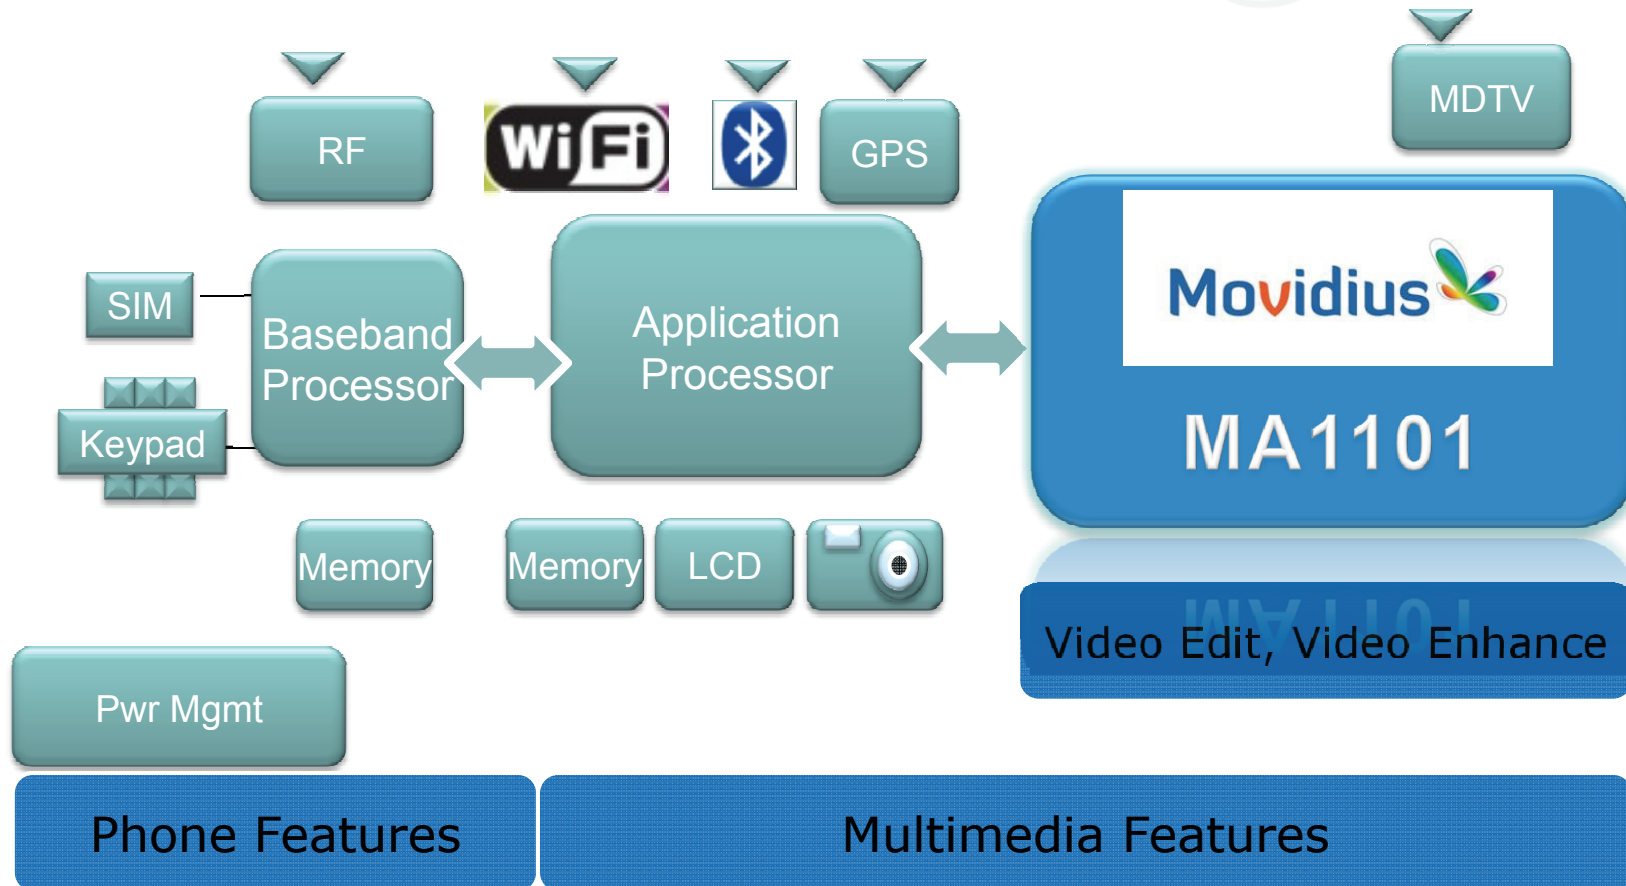 MDTV
RF
WiFi
GPS
Movidius
SIM
Baseband
Processor
Application
Processor
Keypad
MA1101
Memory
Memory
LCD
MA1101
Video Edit, Video Enhance
Pwr Mgmt
Phone Features
Multimedia Features